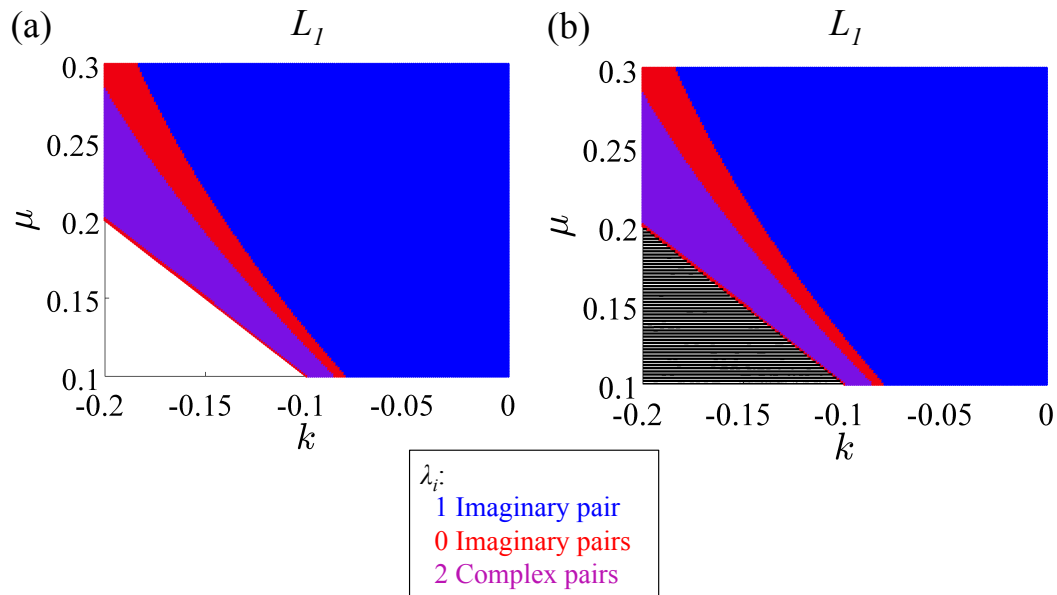 (a)
L1
0.3
0.25
0.2
0.15
0.1
μ
-0.2
-0.15
-0.1
-0.05
0
k
(b)
L1
0.3
0.25
0.2
0.15
0.1
μ
-0.2
-0.15
-0.1
-0.05
0
k
λi:
1 Imaginary pair
0 Imaginary pairs
2 Complex pairs